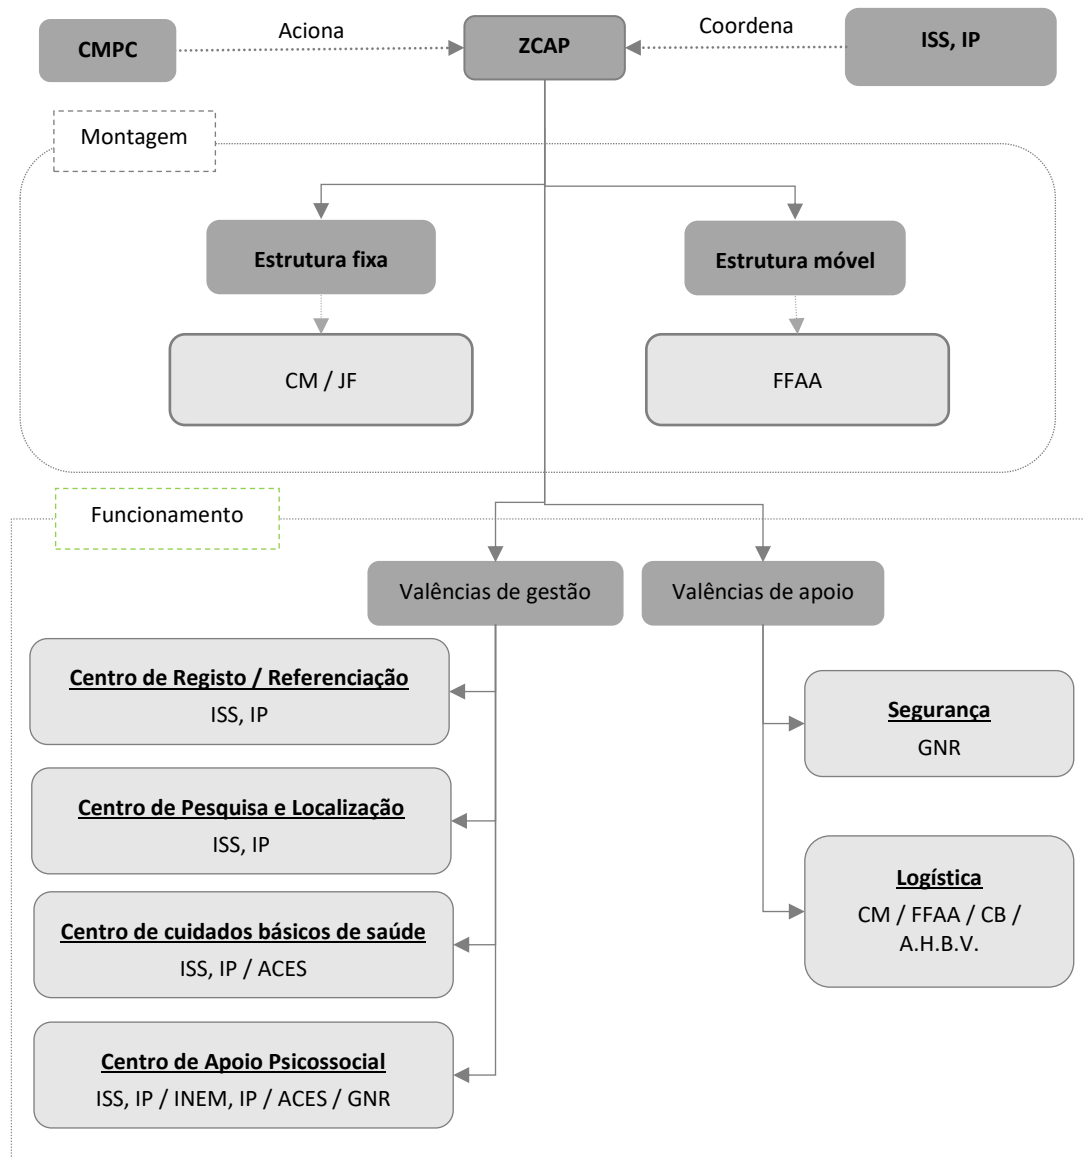 CMPC
Aciona
ZCAP
Coordena
ISS, IP
Montagem
Estrutura fixa
Estrutura móvel
CM / JF
FFAA
Funcionamento
Valências de gestão
Valências de apoio
Centro de Registo / Referenciação
ISS, IP
Segurança
GNR
Centro de Pesquisa e Localização
ISS, IP
Logística
CM / FFAA / CB /
A.H.B.V.
Centro de cuidados básicos de saúde
ISS, IP / ACES
Centro de Apoio Psicossocial
ISS, IP / INEM, IP / ACES / GNR